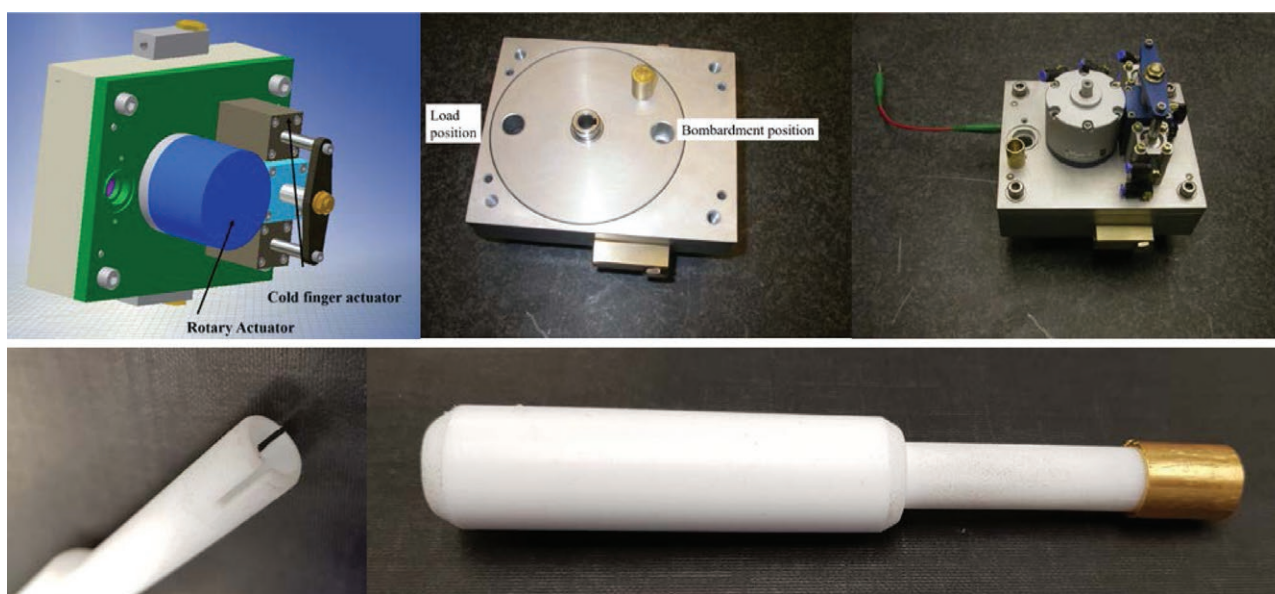 Cold finger actuator
Rotary Actuator
Load
position
Bombardment position